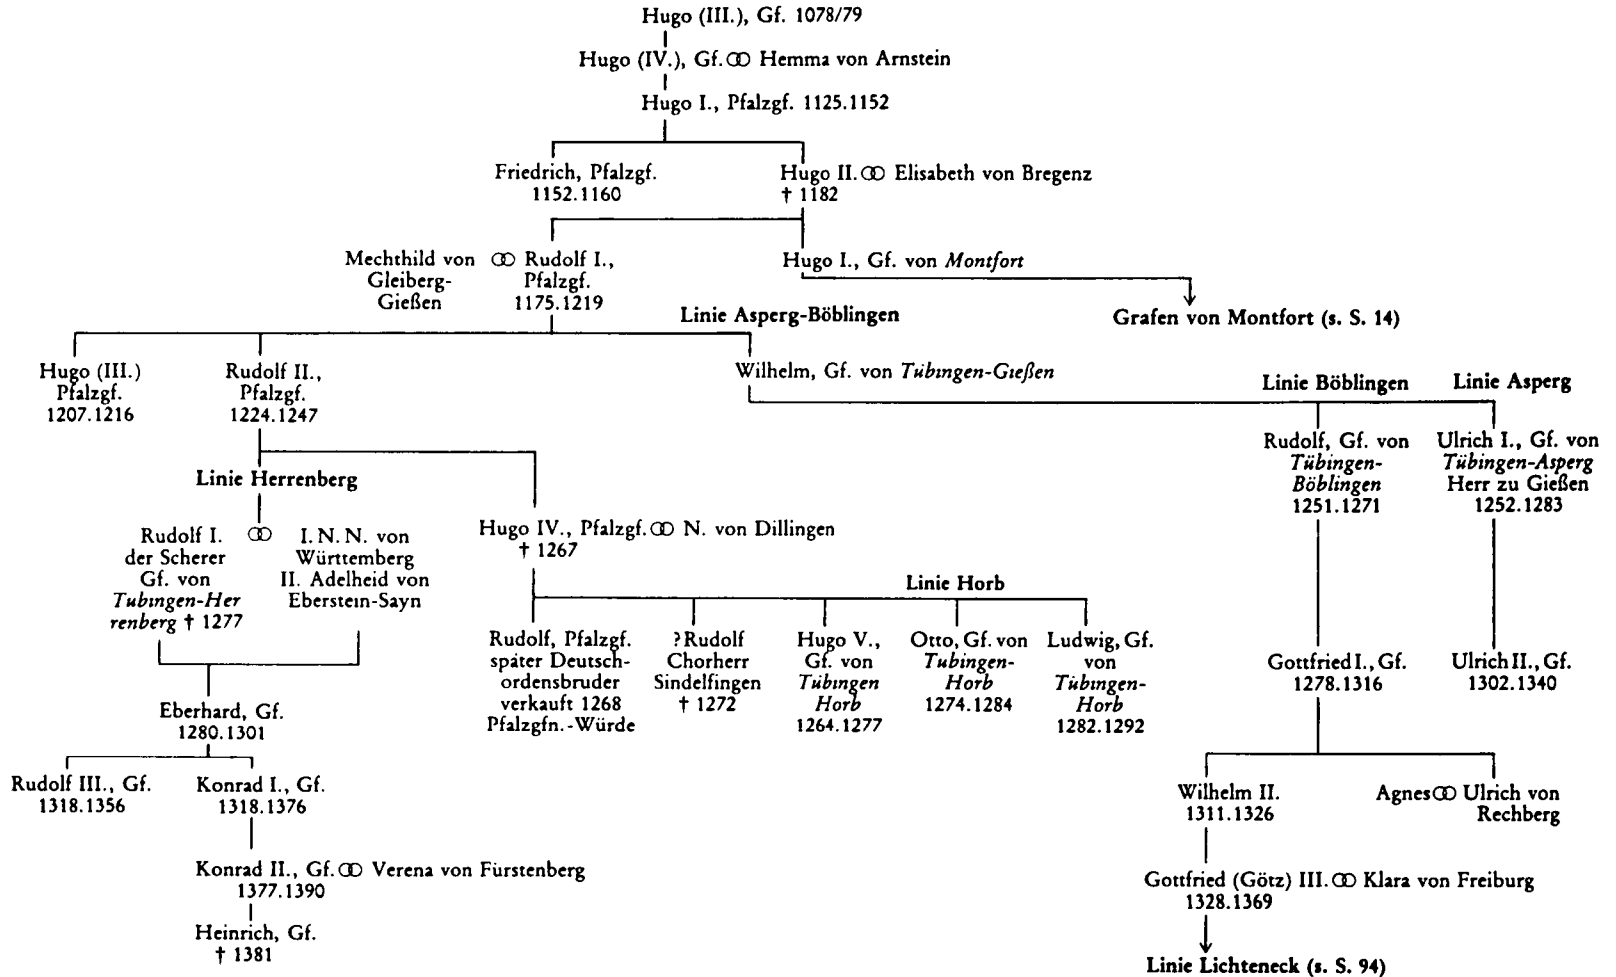 Hugo (III.), Gf. 1078/79
Hugo (IV.), Gf. ⚭ Hemma von Arnstein
Hugo I., Pfalzgf. 1125.1152
Friedrich, Pfalzgf.
1152.1160
Hugo II. ⚭ Elisabeth von Bregenz
† 1182
Mechthild von
Gleiberg-
Gießen
⚭ Rudolf I.,
Pfalzgf.
1175.1219
Hugo I., Gf. von Montfort
Grafen von Montfort (s. S. 14)
Linie Asperg-Böblingen
Hugo (III.)
Pfalzgf.
1207.1216
Rudolf II.,
Pfalzgf.
1224.1247
Wilhelm, Gf. von Tübingen-Gießen
Linie Böblingen
Linie Asperg
Rudolf, Gf. von
Tübingen-
Böblingen
1251.1271
Ulrich I., Gf. von
Tübingen-Asperg
Herr zu Gießen
1252.1283
Linie Herrenberg
Rudolf I.
der Scherer
Gf. von
Tubingen-Her
renberg † 1277
⚭
I. N. N. von
Württemberg
II. Adelheid von
Eberstein-Sayn
Hugo IV., Pfalzgf. ⚭ N. von Dillingen
† 1267
Linie Horb
Rudolf, Pfalzgf.
später Deutsch-
ordensbruder
verkauft 1268
Pfalzgfn.-Würde
?Rudolf
Chorherr
Sindelfingen
† 1272
Hugo V.,
Gf. von
Tübingen
Horb
1264.1277
Otto, Gf. von
Tubingen-
Horb
1274.1284
Ludwig, Gf.
von
Tübingen-
Horb
1282.1292
Gottfried I., Gf.
1278.1316
Ulrich II., Gf.
1302.1340
Eberhard, Gf.
1280.1301
Rudolf III., Gf.
1318.1356
Konrad I., Gf.
1318.1376
Wilhelm II.
1311.1326
Agnes ⚭ Ulrich von
Rechberg
Konrad II., Gf. ⚭ Verena von Fürstenberg
1377.1390
Gottfried (Götz) III. ⚭ Klara von Freiburg
1328.1369
Heinrich, Gf.
† 1381
Linie Lichteneck (s. S. 94)